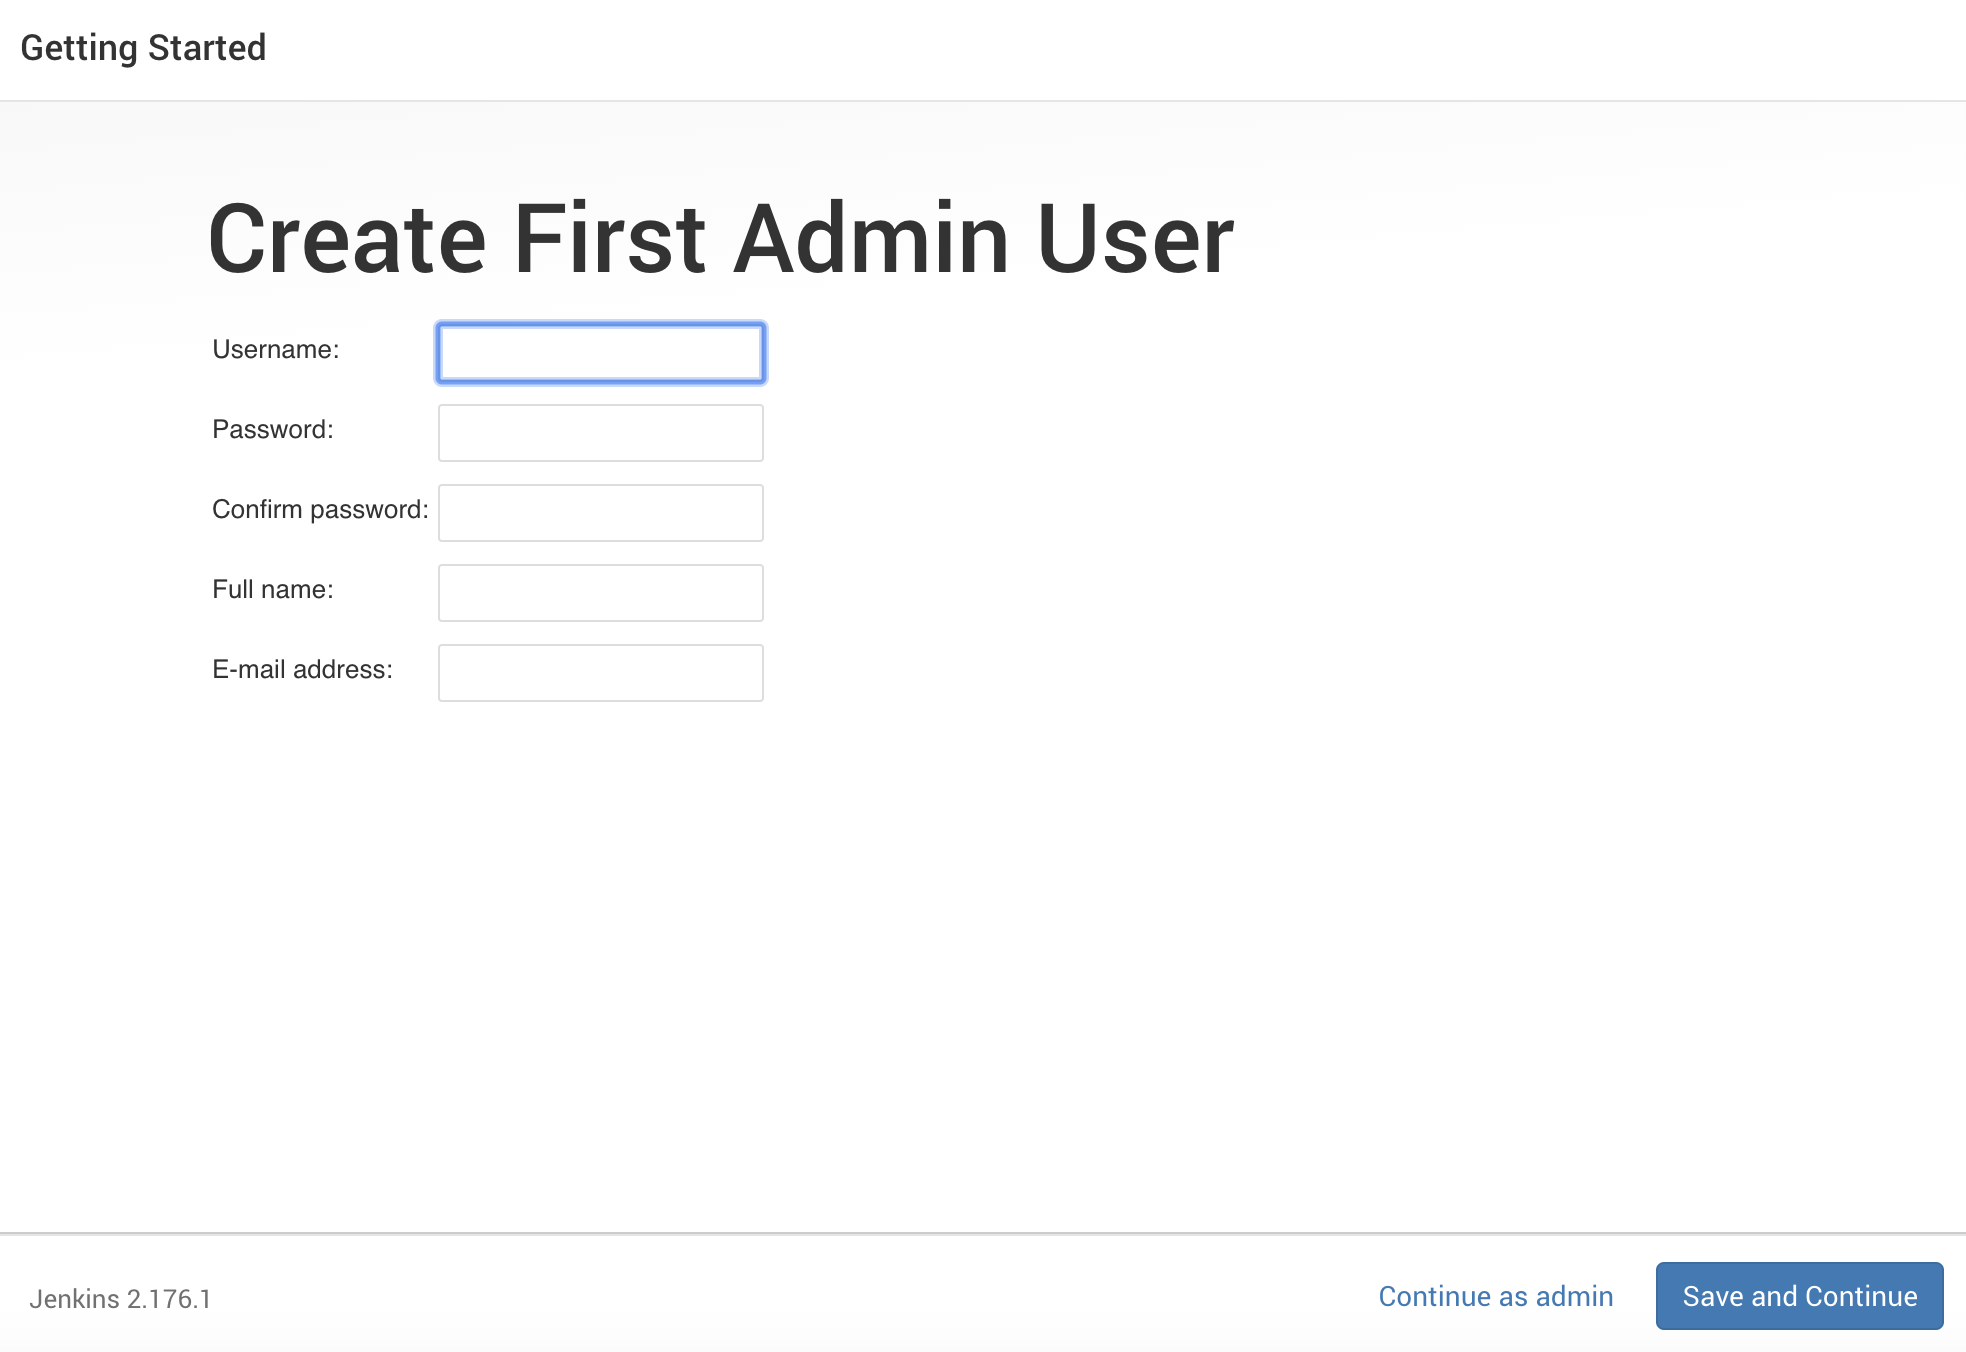 Getting Started
Create First Admin User
Username:
Password:
Confirm password:
Full name:
E-mail address:
Jenkins 2.176.1
Continue as admin
Save and Continue